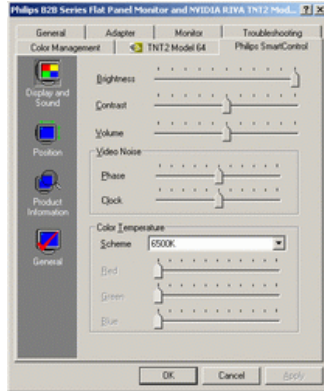 Philips B2B Series Flat Panel Monitor and NVIDIA RIVA TNT2 Mod...
General Adapter Monitor Troubleshooting
Color Management TNT2 Model 64 Philips SmartControl
Display and
Sound
Position
Product
Information
General
Brightness
Contrast
Volume
Video Noise
Phase
Clock
Color Temperature
Scheme 6500K
Red
Green
Blue
OK Cancel Apply